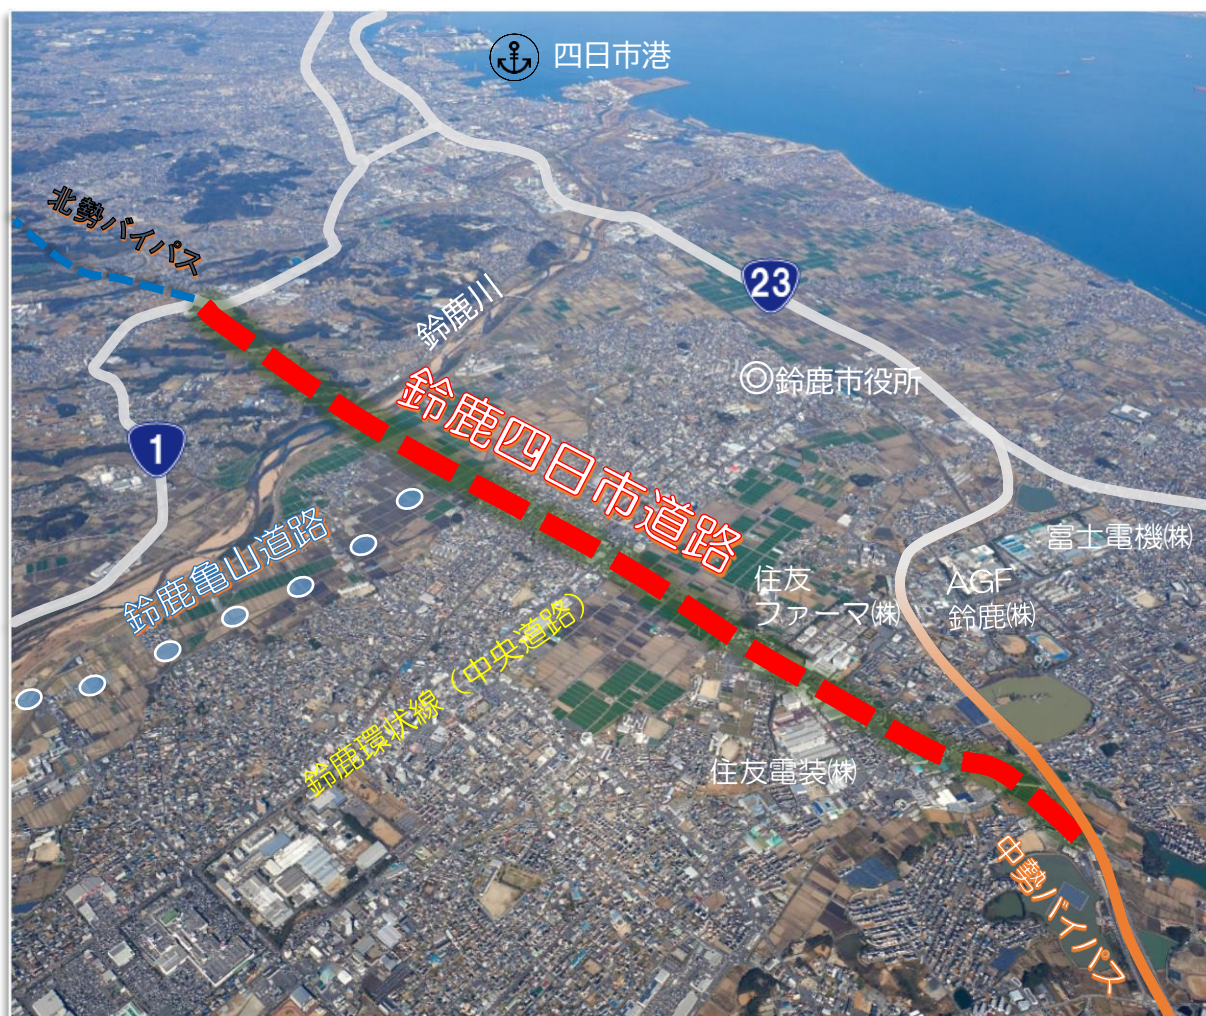 四日市港
北勢バイパス
鈴鹿川
23
鈴鹿市役所
鈴鹿四日市道路
1
鈴鹿亀山道路
富士電機㈱
住友
ファーマ㈱
AGF
鈴鹿㈱
鈴鹿環状線（中央道路）
住友電装㈱
中勢バイパス